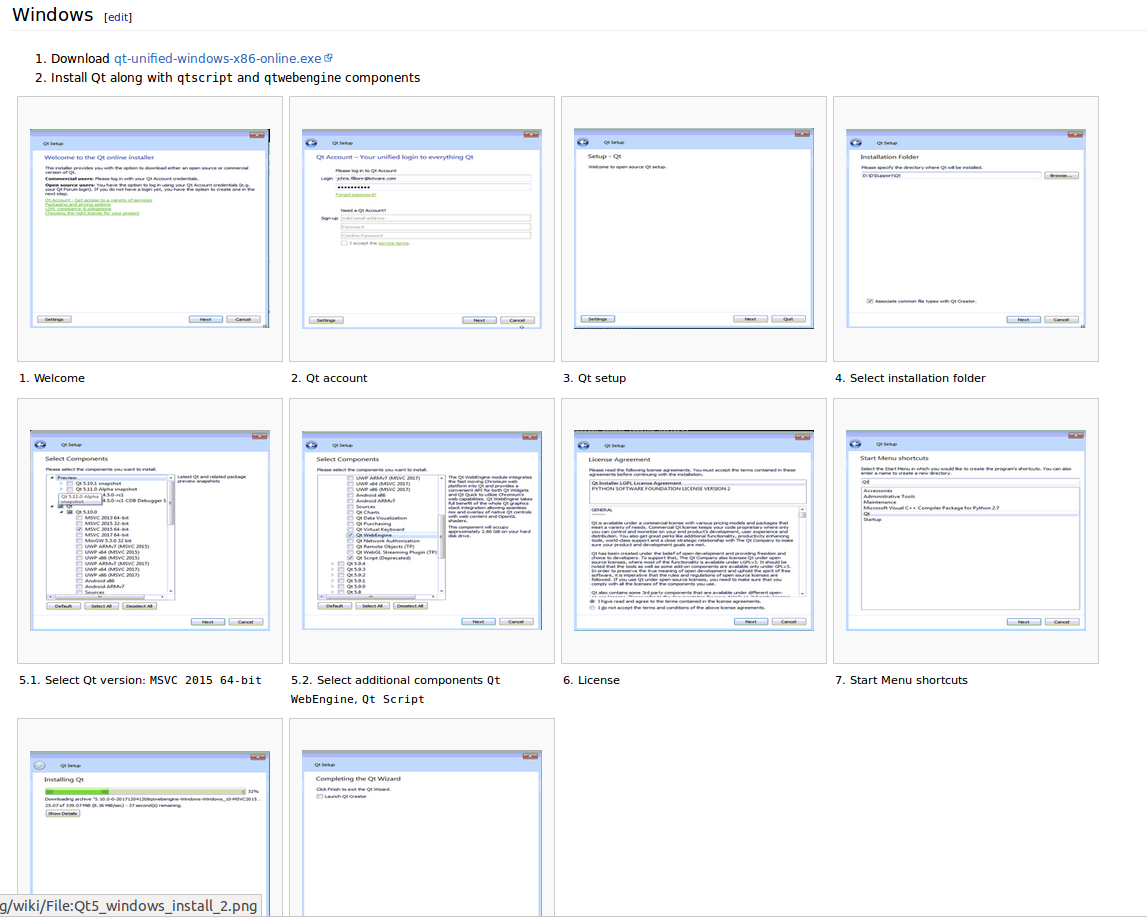 Windows [edit]
1. Download qt-unified-windows-x86-online.exe
2. Install Qt along with qtscript and qtwebengine components
Qt Setup
Welcome to the Qt online installer
This installer provides you with the option to download either an open source or commercial
version of Qt.
Commercial users: Please log in with your Qt Account credentials.
Open source users: You have the option to log in using your Qt Account credentials (e.g.
your Qt Forum login). If you do not have a login yet, you have the option to create one in the
next step.
Qt Account - Get access to a variety of services
Packaging and pricing options
LGPL compliance & obligations
Choosing the right license for your project
Settings Next Cancel
1. Welcome
Qt Setup
Qt Account – Your unified login to everything Qt
Please log in to Qt Account
Login
Forgot password?
Need a Qt Account?
Sign-up Valid email address
Password
Confirm Password
I accept the service terms.
Settings Next Cancel
2. Qt account
Qt Setup
Setup - Qt
Welcome to open source Qt setup.
Settings Next Quit
3. Qt setup
Qt Setup
Installation Folder
Please specify the directory where Qt will be installed.
D:\D\Support\Qt Browse...
Associate common file types with Qt Creator.
Next Cancel
4. Select installation folder
Qt Setup
Select Components
Please select the components you want to install.
Preview
Qt 5.10.1 snapshot
Qt 5.11.0 Alpha snapshot
Qt 5.11.0 Alpha
snapshot
4.5.0-rc1
4.5.0-rc1 CDB Debugger S
Qt
Qt 5.10.0
MSVC 2013 64-bit
MSVC 2015 32-bit
MSVC 2015 64-bit
MSVC 2017 64-bit
MinGW 5.3.0 32 bit
UWP ARMv7 (MSVC 2015)
UWP x64 (MSVC 2015)
UWP x86 (MSVC 2015)
UWP ARMv7 (MSVC 2017)
UWP x64 (MSVC 2017)
UWP x86 (MSVC 2017)
Android x86
Android ARMv7
Sources
Latest Qt and related package
preview snapshots
Default Select All Deselect All
Next Cancel
5.1. Select Qt version: MSVC 2015 64-bit
Qt Setup
Select Components
Please select the components you want to install.
UWP ARMv7 (MSVC 2017)
UWP x64 (MSVC 2017)
UWP x86 (MSVC 2017)
Android x86
Android ARMv7
Sources
Qt Charts
Qt Data Visualization
Qt Purchasing
Qt Virtual Keyboard
Qt WebEngine
Qt Network Authorization
Qt Remote Objects (TP)
Qt WebGL Streaming Plugin (TP)
Qt Script (Deprecated)
Qt 5.9.4
Qt 5.9.3
Qt 5.9.2
Qt 5.9.1
Qt 5.9.0
Qt 5.8
The Qt WebEngine module integrates
the fast moving Chromium web
platform into Qt and provides a
convenient API for both Qt Widgets
and Qt Quick to utilize Chromium's
web capabilities. Qt WebEngine takes
full benefit of the whole Qt graphics
stack integration allowing seamless
mix and overlay of native Qt controls
with web content and OpenGL
shaders.
This component will occupy
approximately 2.86 GB on your hard
disk drive.
Default Select All Deselect All
Next Cancel
5.2. Select additional components Qt
WebEngine, Qt Script
Qt Setup
License Agreement
Please read the following license agreements. You must accept the terms contained in these
agreements before continuing with the installation.
Qt Installer LGPL License Agreement
PYTHON SOFTWARE FOUNDATION LICENSE VERSION 2
GENERAL
Qt is available under a commercial license with various pricing models and packages that
meet a variety of needs. Commercial Qt license keeps your code proprietary where only
you can control and monetize on your end product's development, user experience and
distribution. You also get great perks like additional functionality, productivity enhancing
tools, world-class support and a close strategic relationship with The Qt Company to make
sure your product and development goals are met.
Qt has been created under the belief of open development and providing freedom and
choice to developers. To support that, The Qt Company also licenses Qt under open
source licenses, where most of the functionality is available under LGPLv3. It should be
noted that the tools as well as some add-on components are available only under GPLv3.
In order to preserve the true meaning of open development and uphold the spirit of free
software, it is imperative that the rules and regulations of open source licenses are
followed. If you use Qt under open-source licenses, you need to make sure that you
comply with all the licenses of the components you use.
Qt also contains some 3rd party components that are available under different open-
I have read and agree to the terms contained in the license agreements.
I do not accept the terms and conditions of the above license agreements.
Next Cancel
6. License
Qt Setup
Start Menu shortcuts
Select the Start Menu in which you would like to create the program's shortcuts. You can also
enter a name to create a new directory.
Qt
Accessories
Administrative Tools
Maintenance
Microsoft Visual C++ Compiler Package for Python 2.7
Qt
Startup
Next Cancel
7. Start Menu shortcuts
Qt Setup
Installing Qt
32%
25.07 of 339.07 MiB (8.36 MiB/sec) - 37 second(s) remaining.
Show Details
Qt Setup
Completing the Qt Wizard
Click Finish to exit the Qt Wizard.
Launch Qt Creator
g/wiki/File:Qt5_windows_install_2.png